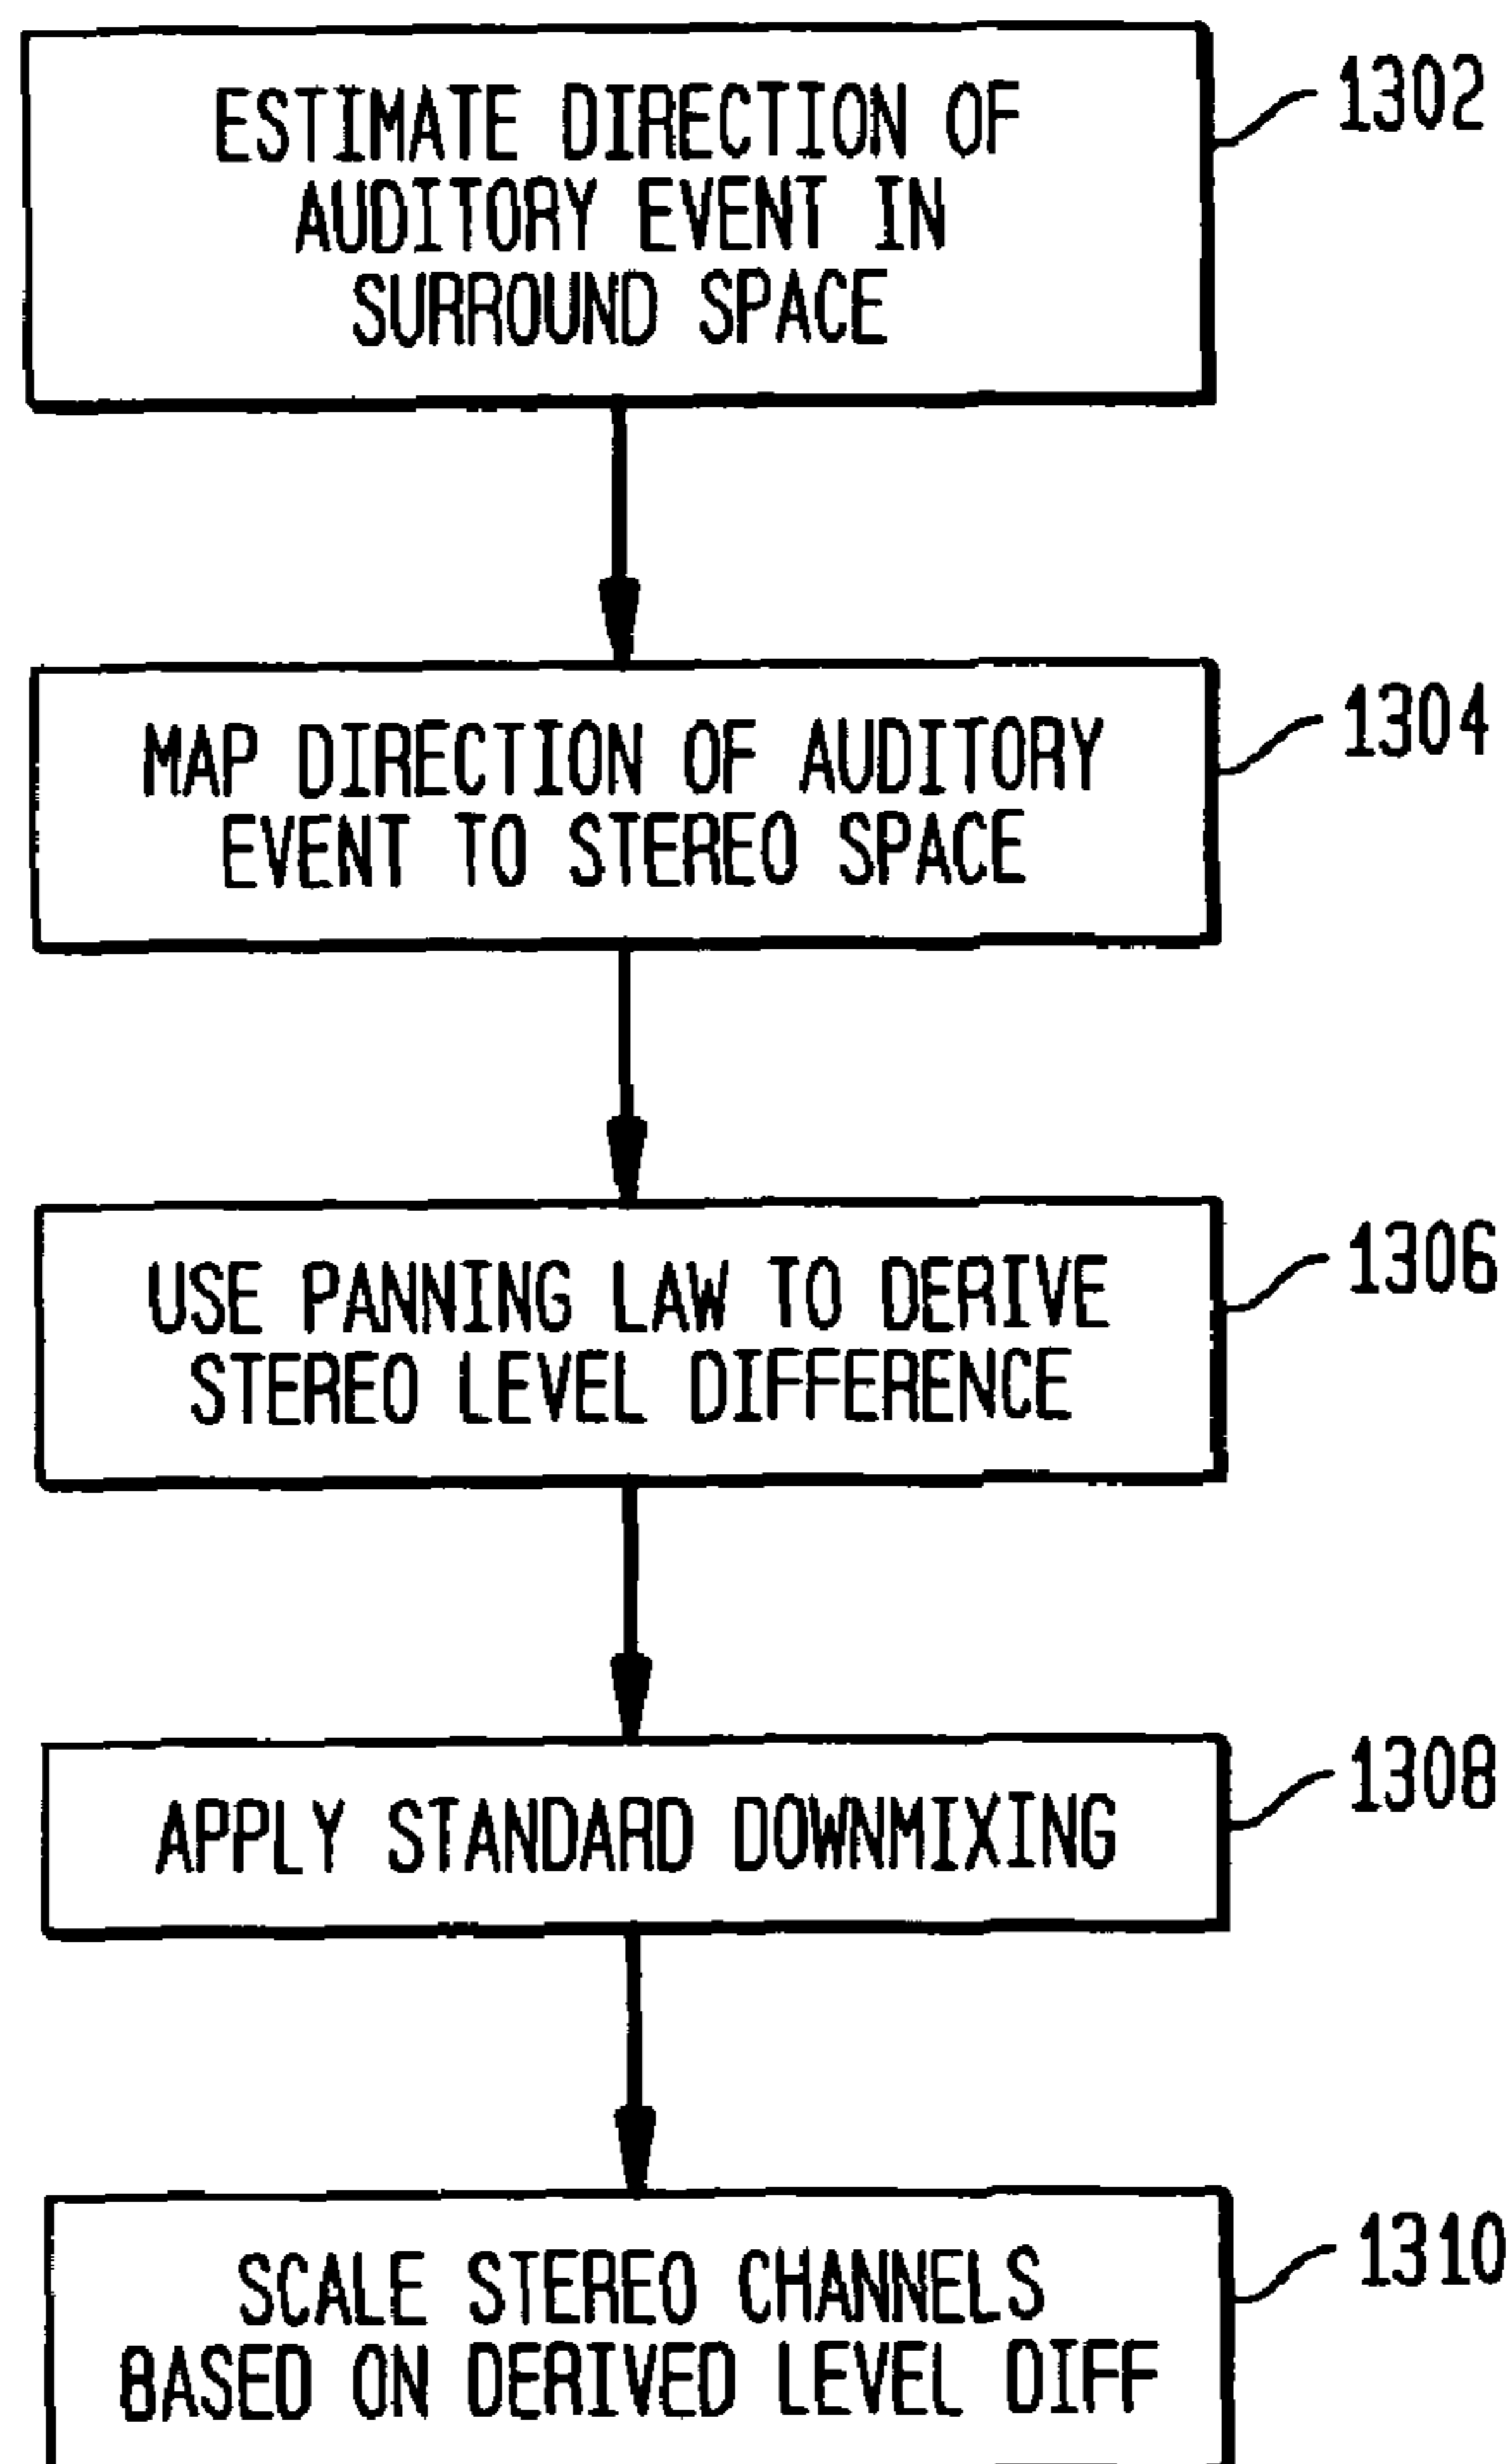 ESTIMATE DIRECTION OF
AUDITORY EVENT IN
SURROUND SPACE
1302
MAP DIRECTION OF AUDITORY
EVENT TO STEREO SPACE
1304
USE PANNING LAW TO DERIVE
STEREO LEVEL DIFFERENCE
1306
APPLY STANDARD DOWNMIXING
1308
SCALE STEREO CHANNELS
BASED ON DERIVED LEVEL DIFF
1310